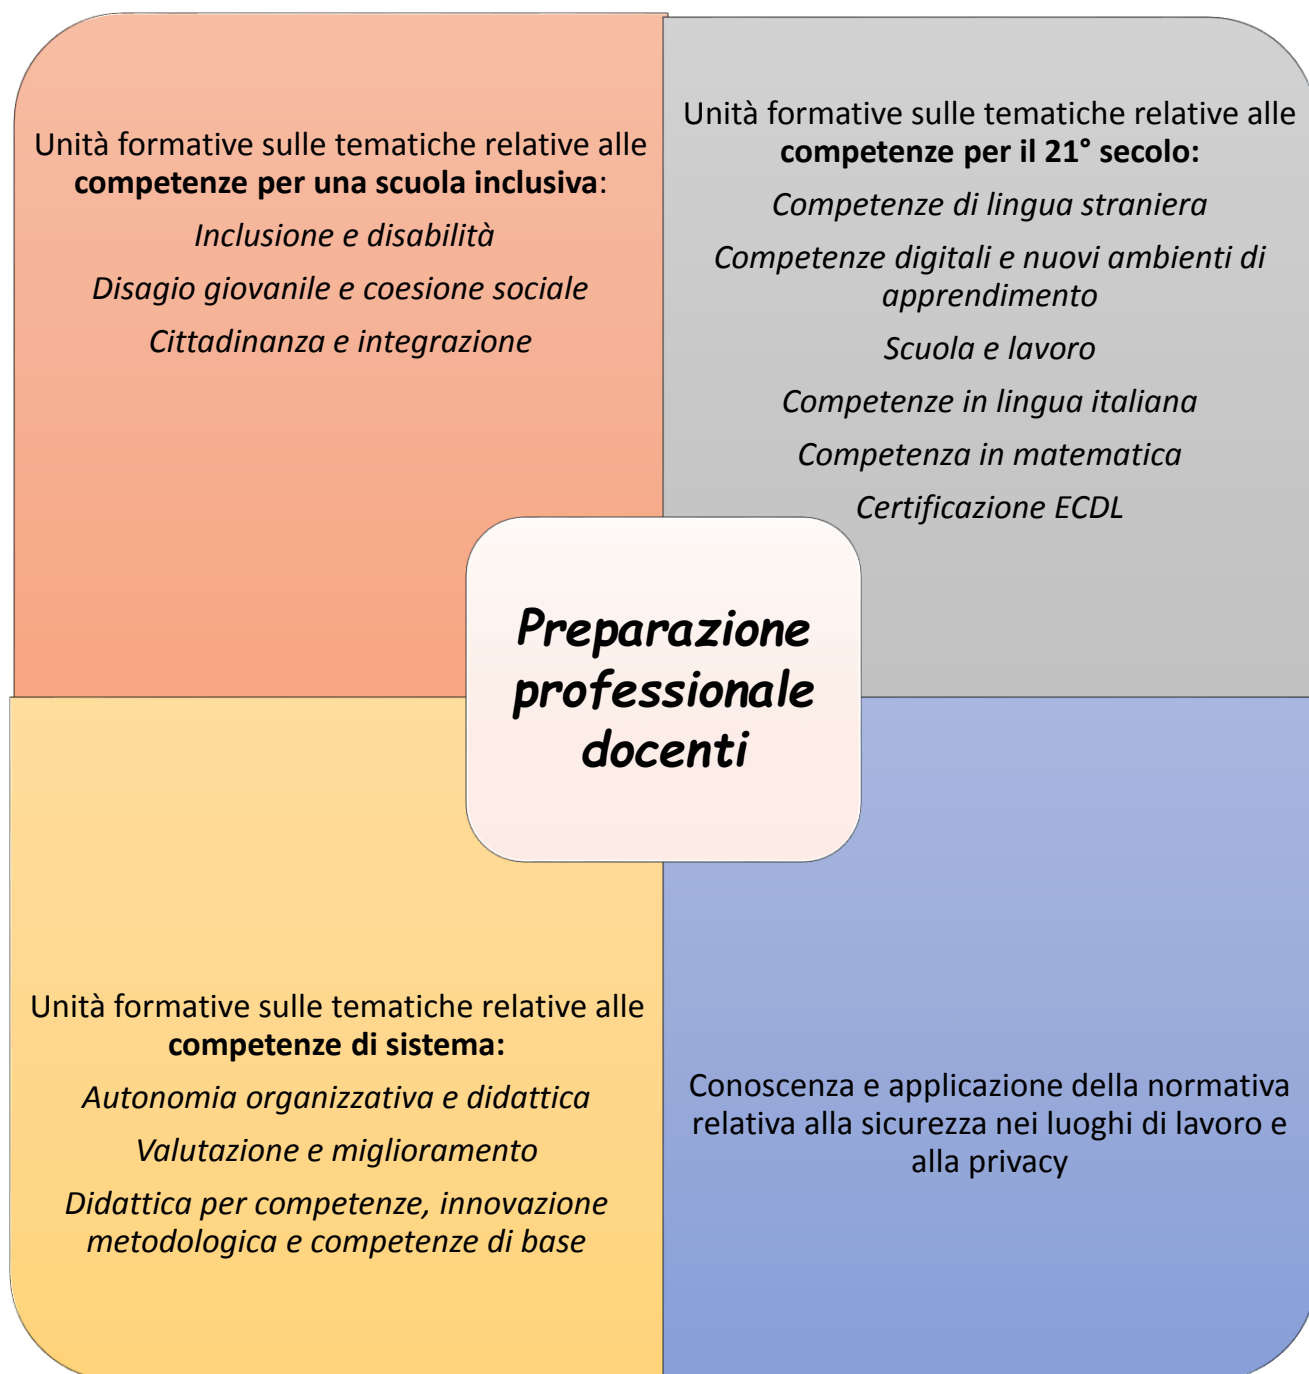 Unità formative sulle tematiche relative alle
competenze per una scuola inclusiva:
Inclusione e disabilità
Disagio giovanile e coesione sociale
Cittadinanza e integrazione
Unità formative sulle tematiche relative alle
competenze per il 21° secolo:
Competenze di lingua straniera
Competenze digitali e nuovi ambienti di
apprendimento
Scuola e lavoro
Competenze in lingua italiana
Competenza in matematica
Certificazione ECDL
Preparazione
professionale
docenti
Unità formative sulle tematiche relative alle
competenze di sistema:
Autonomia organizzativa e didattica
Valutazione e miglioramento
Didattica per competenze, innovazione
metodologica e competenze di base
Conoscenza e applicazione della normativa
relativa alla sicurezza nei luoghi di lavoro e
alla privacy